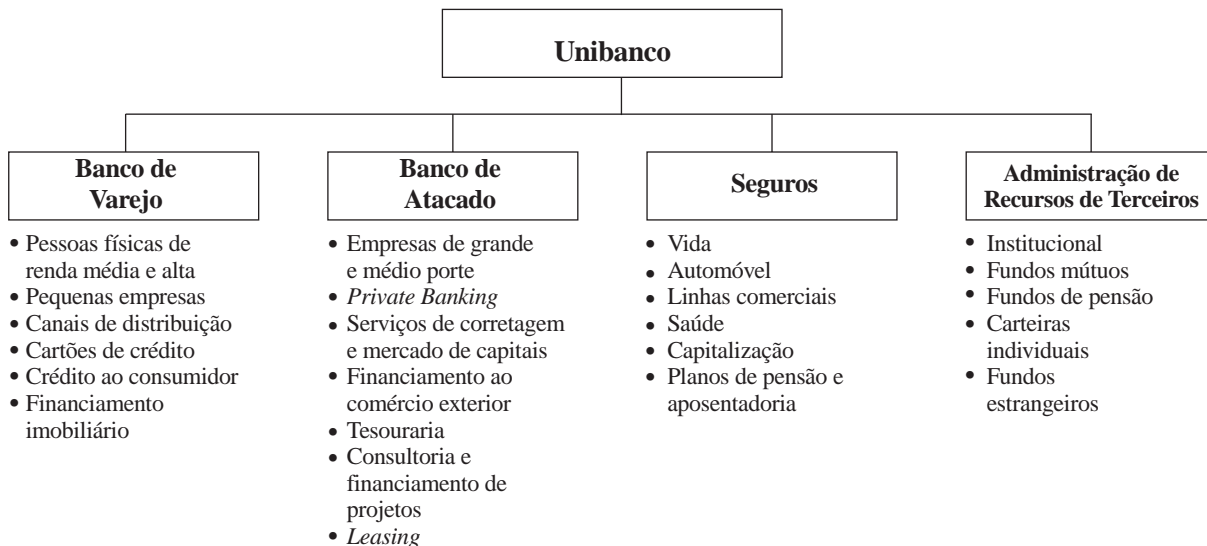 Unibanco
Banco de
Varejo
• Pessoas físicas de
renda média e alta
• Pequenas empresas
• Canais de distribuição
• Cartões de crédito
• Crédito ao consumidor
• Financiamento
imobiliário
Banco de
Atacado
• Empresas de grande
e médio porte
• Private Banking
• Serviços de corretagem
e mercado de capitais
• Financiamento ao
comércio exterior
• Tesouraria
• Consultoria e
financiamento de
projetos
• Leasing
Seguros
• Vida
• Automóvel
• Linhas comerciais
• Saúde
• Capitalização
• Planos de pensão e
aposentadoria
Administração de
Recursos de Terceiros
• Institucional
• Fundos mútuos
• Fundos de pensão
• Carteiras
individuais
• Fundos
estrangeiros